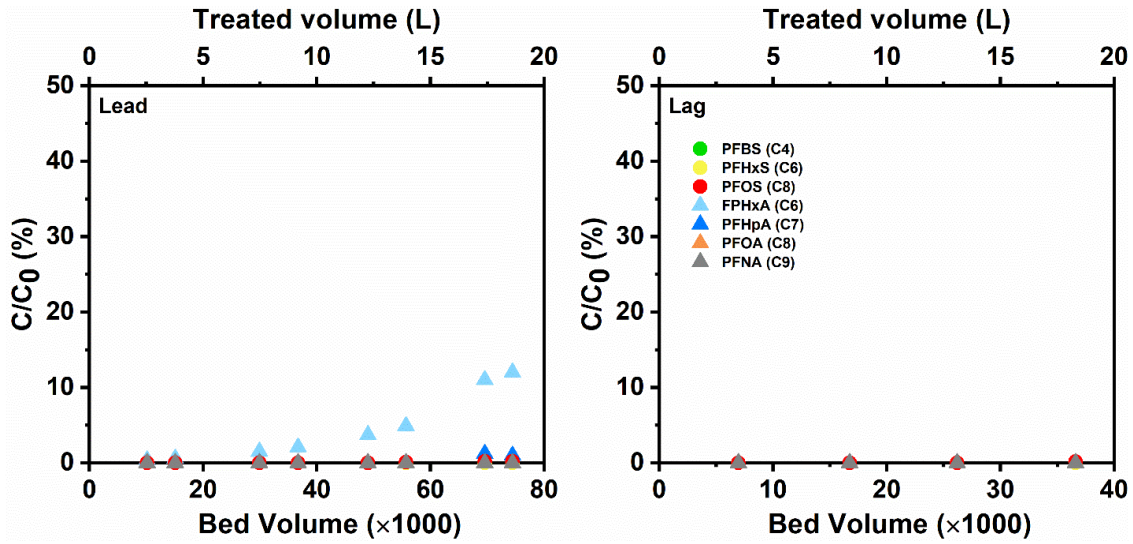 Treated volume (L)
0 5 10 15 20
50
40
30
20
10
0
C/C0 (%)
Lead
0 20 40 60 80
Bed Volume (×1000)
Treated volume (L)
0 5 10 15 20
50
40
30
20
10
0
C/C0 (%)
Lag
PFBS (C4)
PFHxS (C6)
PFOS (C8)
FPHxA (C6)
PFHpA (C7)
PFOA (C8)
PFNA (C9)
0 10 20 30 40
Bed Volume (×1000)